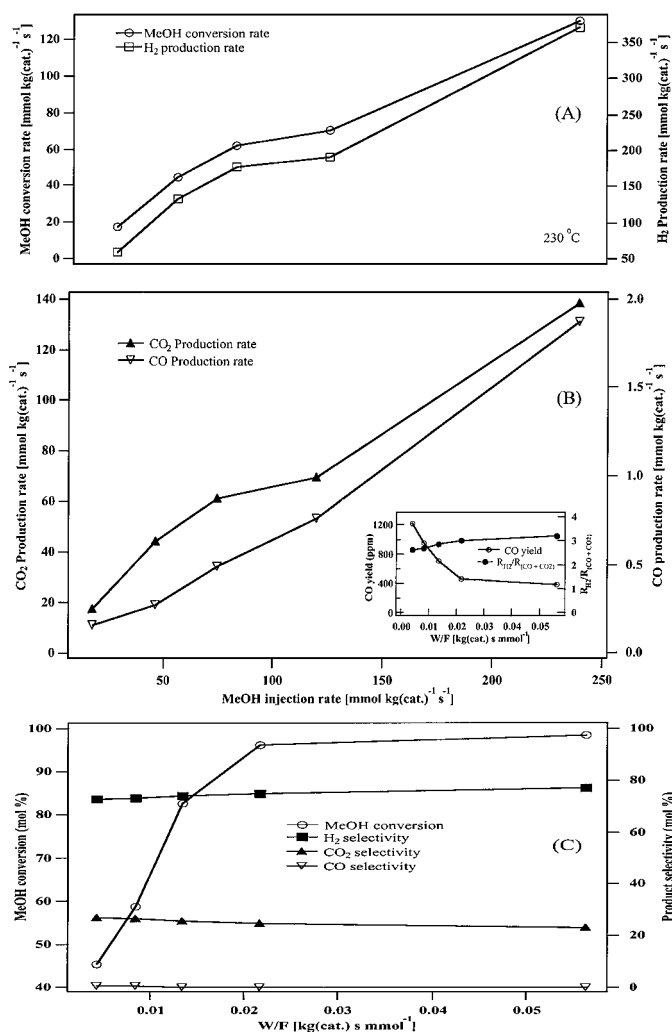 MeOH conversion rate
H2 production rate
MeOH conversion rate [mmol kg(cat.)-1 s-1]
120
100
80
60
40
20
0
H2 Production rate [mmol kg(cat.)-1 s-1]
350
300
250
200
150
100
50
(A)
230 °C
CO2 Production rate
CO Production rate
CO2 Production rate [mmol kg(cat.)-1 s-1]
140
120
100
80
60
40
20
0
CO production rate [mmol kg(cat.)-1 s-1]
2.0
1.5
1.0
0.5
0.0
(B)
CO yield (ppm)
1200
800
400
0
CO yield
RH2/R(CO + CO2)
RH2/R(CO + CO2)
4
3
2
1
0
0.00 0.01 0.02 0.03 0.04 0.05
W/F [kg(cat.) s mmol-1]
50 100 150 200 250
MeOH injection rate [mmol kg(cat.)-1 s-1]
MeOH conversion (mol %)
100
90
80
70
60
50
40
Product selectivity (mol %)
100
80
60
40
20
0
MeOH conversion
H2 selectivity
CO2 selectivity
CO selectivity
(C)
0.01 0.02 0.03 0.04 0.05
W/F [kg(cat.) s mmol-1]